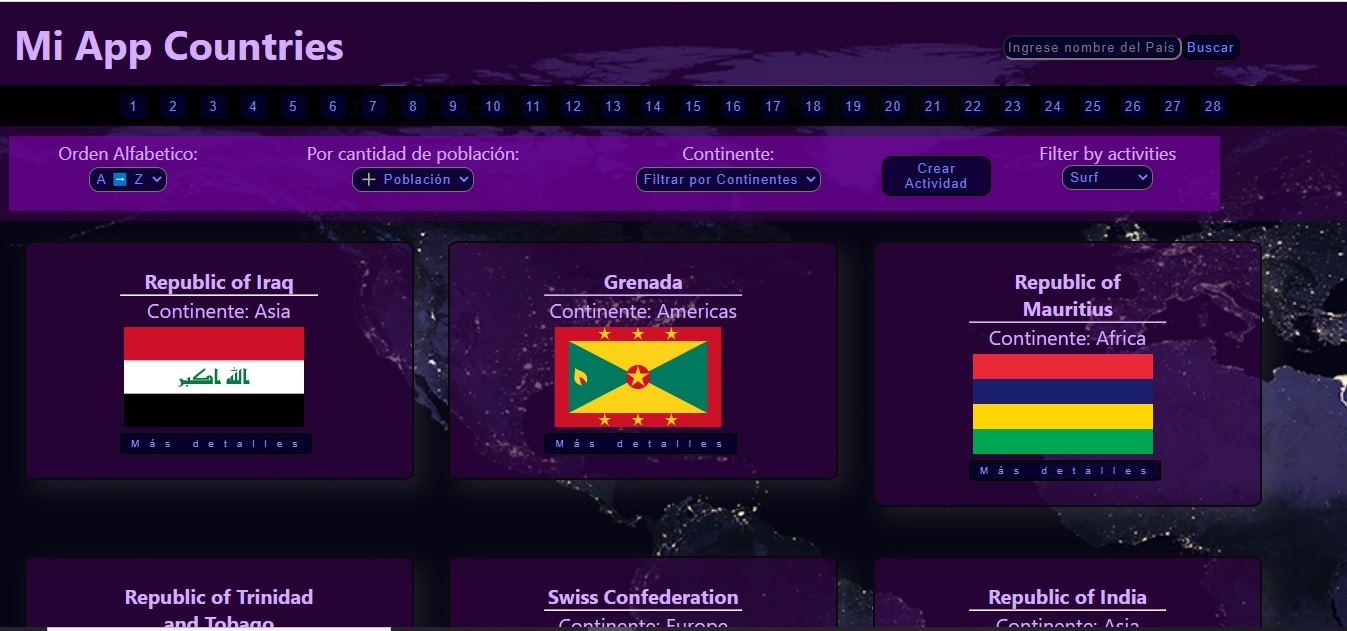 Mi App Countries
Ingrese nombre del Pais Buscar
1 2 3 4 5 6 7 8 9 10 11 12 13 14 15 16 17 18 19 20 21 22 23 24 25 26 27 28
Orden Alfabetico: Por cantidad de población: Continente: Filter by activities
A ➡ Z ➕ Población Filtrar por Continentes Crear Actividad Surf
Republic of Iraq
Continente: Asia
الله اكبر
Más detalles
Grenada
Continente: Americas
Más detalles
Republic of
Mauritius
Continente: Africa
Más detalles
Republic of Trinidad
and Tobago
Swiss Confederation
Continente: Europe
Republic of India
Continente: Asia